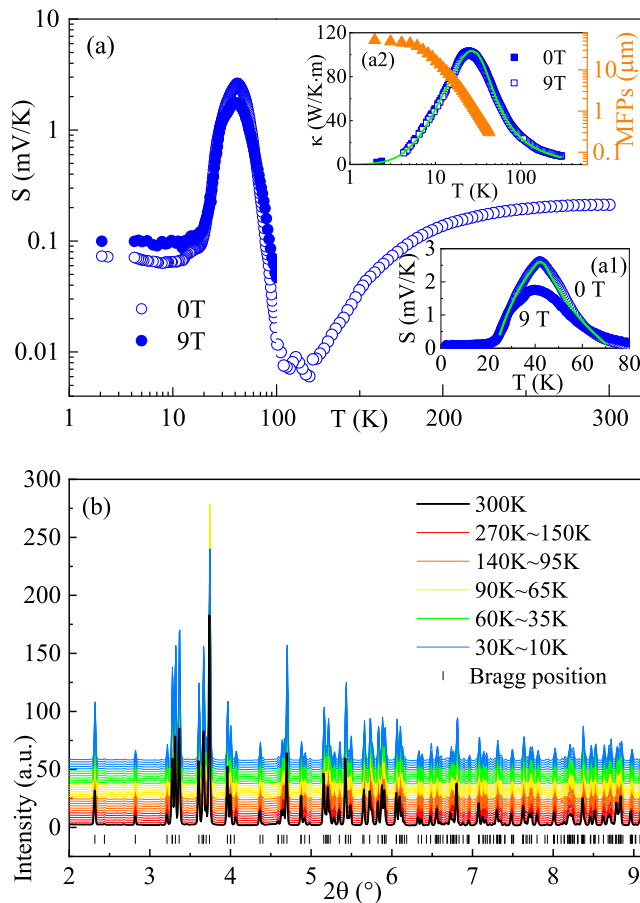 (a)
S (mV/K)
10
1
0.1
0.01
1
10
100
200
300
T (K)
0T
9T
(a2)
κ (W/K·m)
120
80
40
0
1
10
100
T (K)
0T
9T
10
1
0.1
MFPs (μm)
(a1)
S (mV/K)
3
2
1
0
0
20
40
60
80
T (K)
0 T
9 T
(b)
Intensity (a.u.)
300
250
200
150
100
50
0
2
3
4
5
6
7
8
9
2θ (°)
300K
270K~150K
140K~95K
90K~65K
60K~35K
30K~10K
Bragg position